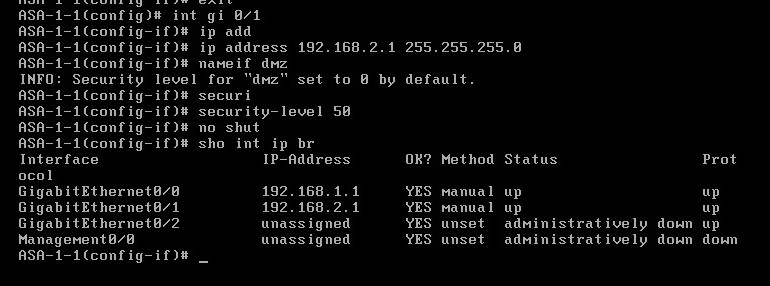 ASA-1-1(config-if)# exit
ASA-1-1(config)# int gi 0/1
ASA-1-1(config-if)# ip add
ASA-1-1(config-if)# ip address 192.168.2.1 255.255.255.0
ASA-1-1(config-if)# nameif dmz
INFO: Security level for "dmz" set to 0 by default.
ASA-1-1(config-if)# securi
ASA-1-1(config-if)# security-level 50
ASA-1-1(config-if)# no shut
ASA-1-1(config-if)# sho int ip br
Interface                  IP-Address      OK? Method Status                Prot
ocol
GigabitEthernet0/0         192.168.1.1     YES manual up                    up
GigabitEthernet0/1         192.168.2.1     YES manual up                    up
GigabitEthernet0/2         unassigned      YES unset  administratively down up
Management0/0              unassigned      YES unset  administratively down down
ASA-1-1(config-if)# _